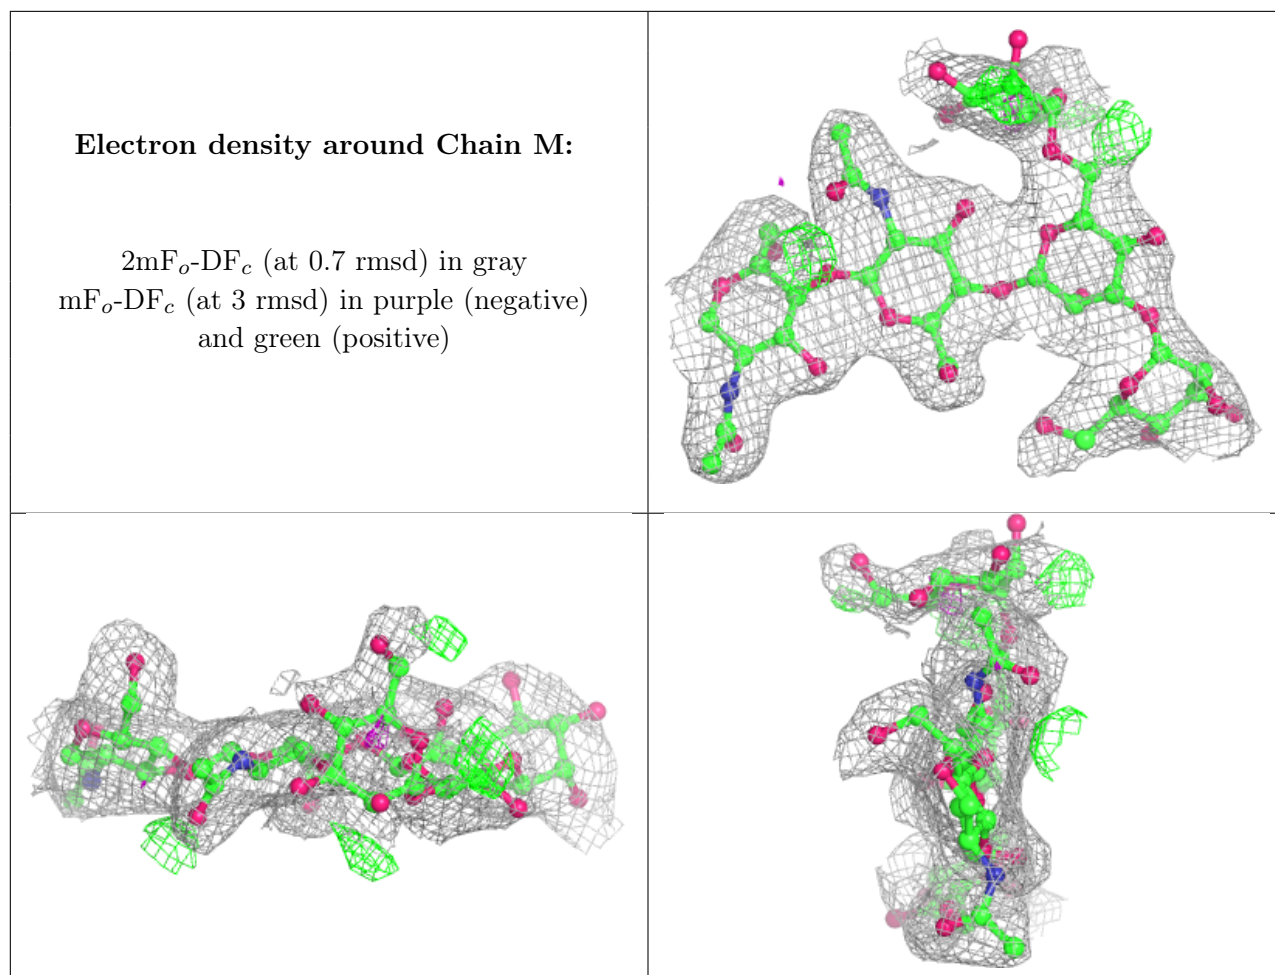 Electron density around Chain M:
2mFₒ-DF𝒸 (at 0.7 rmsd) in gray
mFₒ-DF𝒸 (at 3 rmsd) in purple (negative)
and green (positive)